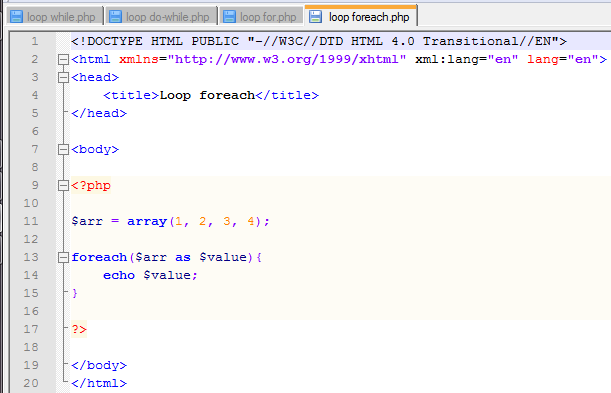 loop while.php loop do-while.php loop for.php loop foreach.php
1 <!DOCTYPE HTML PUBLIC "-//W3C//DTD HTML 4.0 Transitional//EN">
2 <html xmlns="http://www.w3.org/1999/xhtml" xml:lang="en" lang="en">
3 <head>
4     <title>Loop foreach</title>
5 </head>
6
7 <body>
8
9 <?php
10
11 $arr = array(1, 2, 3, 4);
12
13 foreach($arr as $value){
14     echo $value;
15 }
16
17 ?>
18
19 </body>
20 </html>